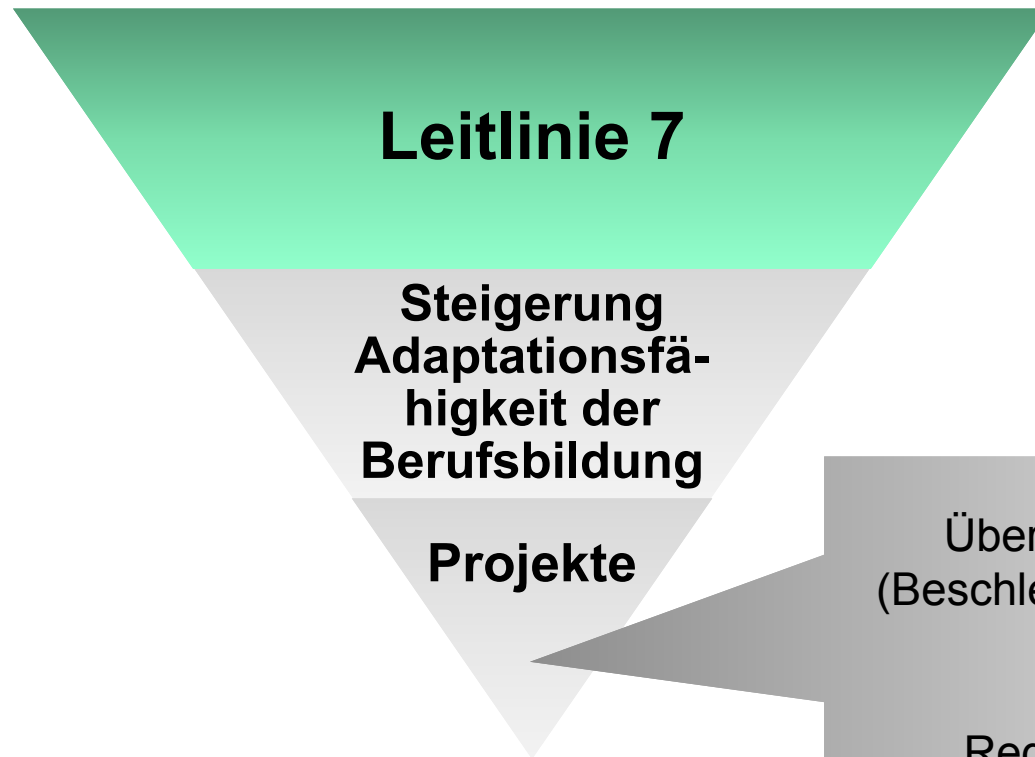 Leitlinie 7
Steigerung
Adaptationsfä-
higkeit der
Berufsbildung
Projekte